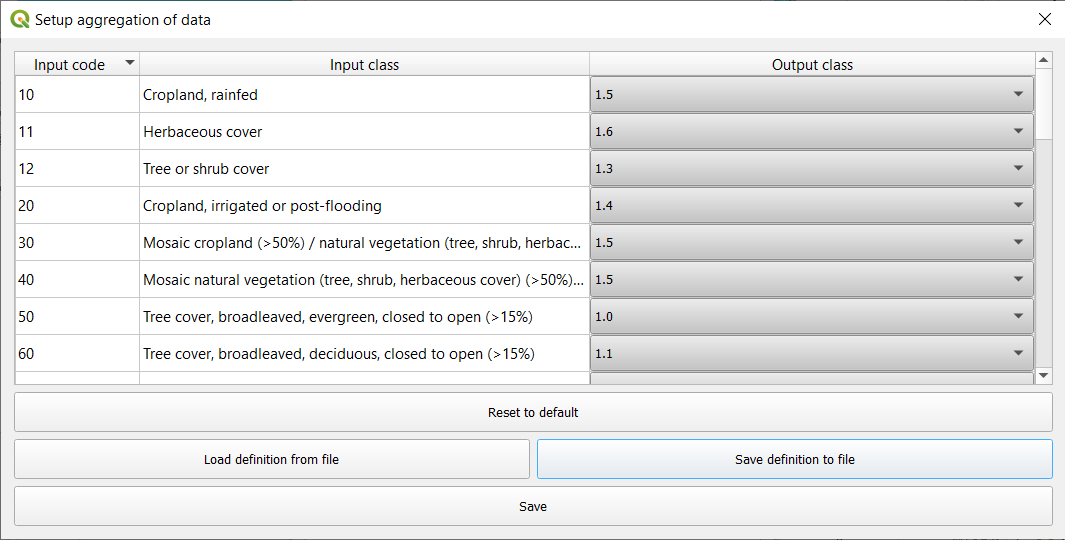 Setup aggregation of data
Input code Input class Output class
10 Cropland, rainfed 1.5
11 Herbaceous cover 1.6
12 Tree or shrub cover 1.3
20 Cropland, irrigated or post-flooding 1.4
30 Mosaic cropland (>50%) / natural vegetation (tree, shrub, herbac... 1.5
40 Mosaic natural vegetation (tree, shrub, herbaceous cover) (>50%)... 1.5
50 Tree cover, broadleaved, evergreen, closed to open (>15%) 1.0
60 Tree cover, broadleaved, deciduous, closed to open (>15%) 1.1
Reset to default
Load definition from file Save definition to file
Save